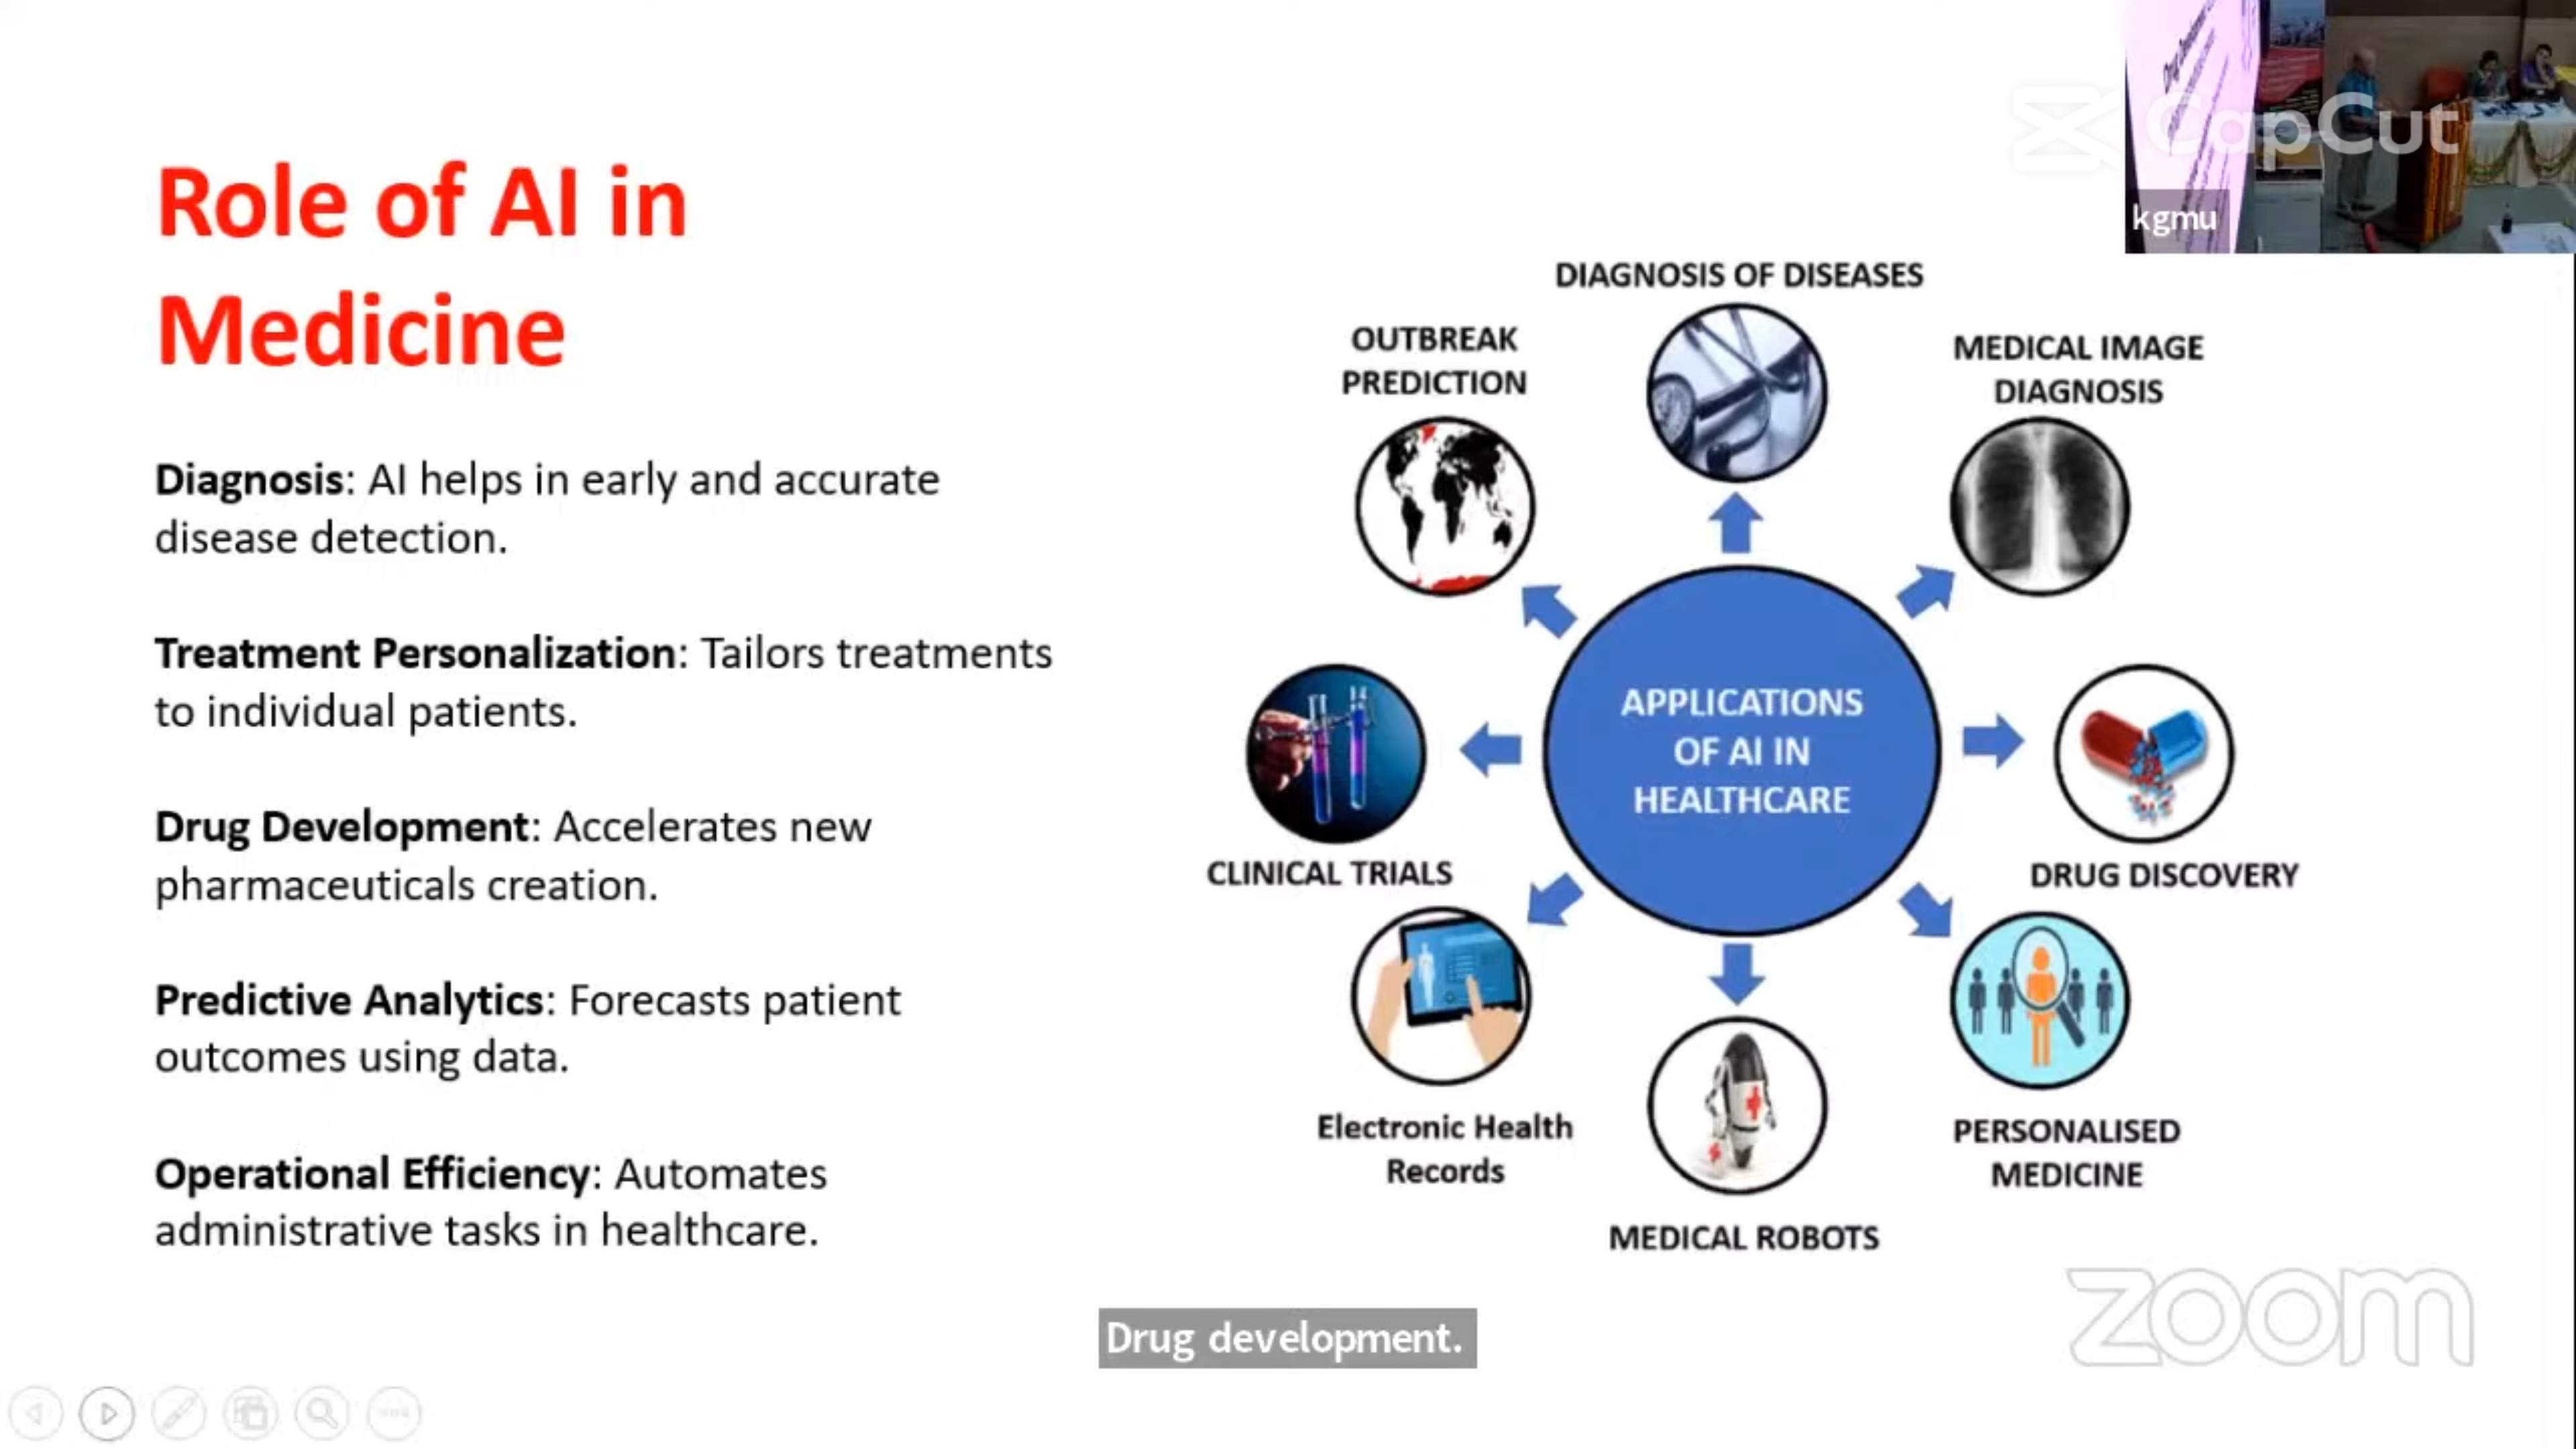 Role of AI in
Medicine
Diagnosis: AI helps in early and accurate
disease detection.
Treatment Personalization: Tailors treatments
to individual patients.
Drug Development: Accelerates new
pharmaceuticals creation.
Predictive Analytics: Forecasts patient
outcomes using data.
Operational Efficiency: Automates
administrative tasks in healthcare.
DIAGNOSIS OF DISEASES
OUTBREAK
PREDICTION
MEDICAL IMAGE
DIAGNOSIS
APPLICATIONS
OF AI IN
HEALTHCARE
CLINICAL TRIALS
DRUG DISCOVERY
Electronic Health
Records
PERSONALISED
MEDICINE
MEDICAL ROBOTS
Drug development.
zoom
CapCut
kgmu
Drug Development